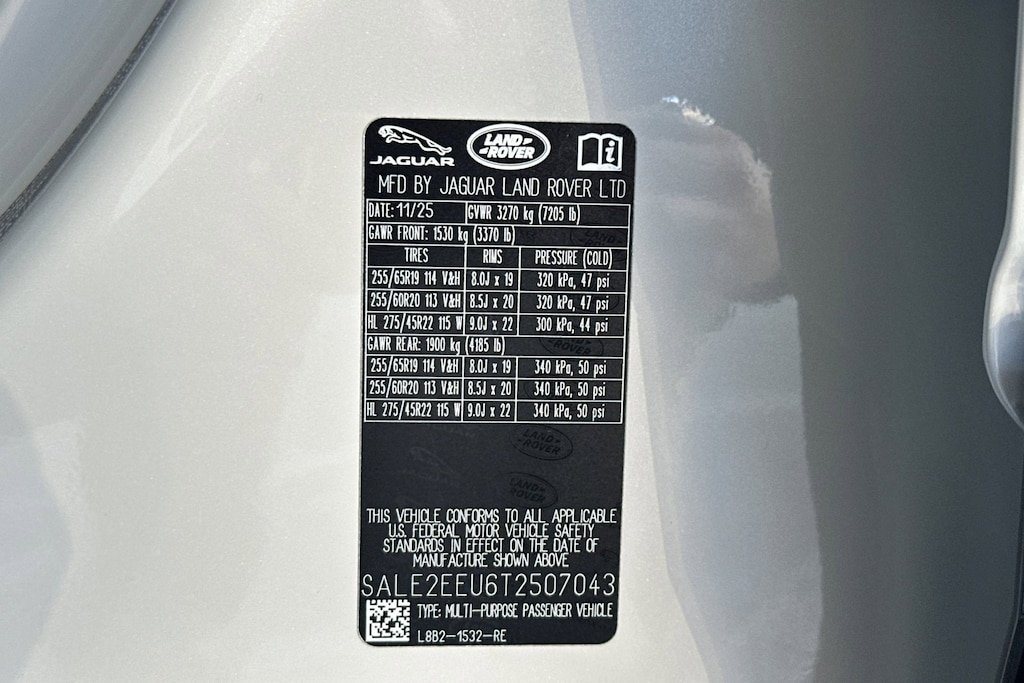 JAGUAR
LAND
ROVER
MFD BY JAGUAR LAND ROVER LTD
DATE: 11/25 GVWR 3270 kg (7205 lb)
GAWR FRONT: 1530 kg (3370 lb)
TIRES RIMS PRESSURE (COLD)
255/65R19 114 V&H 8.0J x 19 320 kPa, 47 psi
255/60R20 113 V&H 8.5J x 20 320 kPa, 47 psi
HL 275/45R22 115 W 9.0J x 22 300 kPa, 44 psi
GAWR REAR: 1900 kg (4185 lb)
255/65R19 114 V&H 8.0J x 19 340 kPa, 50 psi
255/60R20 113 V&H 8.5J x 20 340 kPa, 50 psi
HL 275/45R22 115 W 9.0J x 22 340 kPa, 50 psi
LAND
ROVER
LAND
ROVER
THIS VEHICLE CONFORMS TO ALL APPLICABLE
U.S. FEDERAL MOTOR VEHICLE SAFETY
STANDARDS IN EFFECT ON THE DATE OF
MANUFACTURE SHOWN ABOVE
SALE2EEU6T2507043
TYPE: MULTI-PURPOSE PASSENGER VEHICLE
L8B2-1532-RE